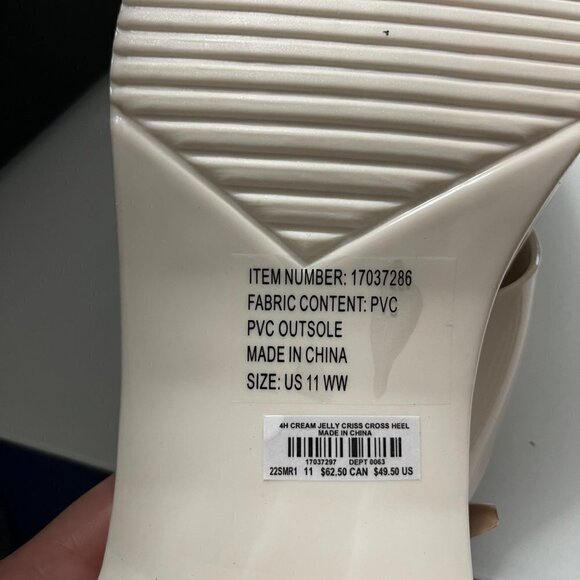 ITEM NUMBER: 17037286
FABRIC CONTENT: PVC
PVC OUTSOLE
MADE IN CHINA
SIZE: US 11 WW
4H CREAM JELLY CRISS CROSS HEEL
MADE IN CHINA
17037297 DEPT 0063
22SMR1 11 $62.50 CAN $49.50 US